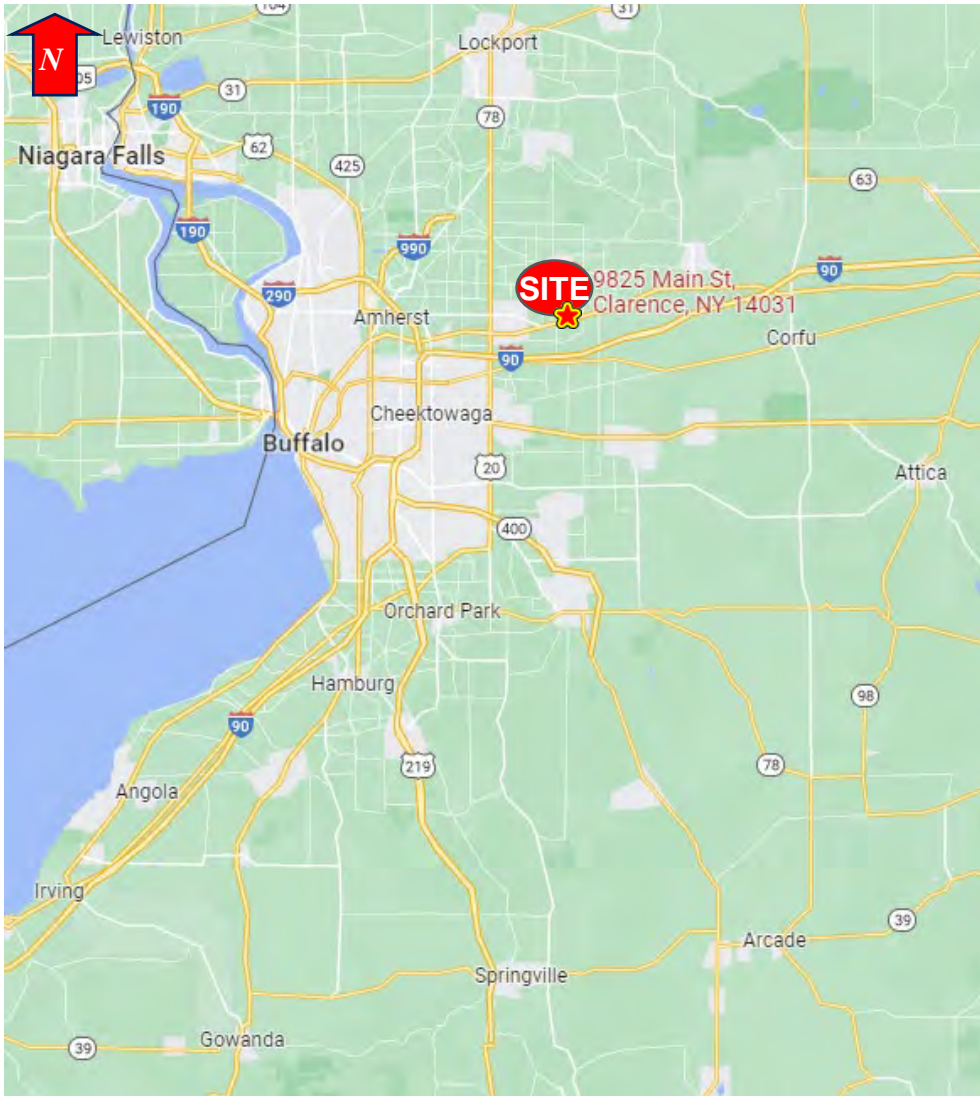 104
31
Lewiston
N
05
Lockport
31
190
78
62
Niagara Falls
425
63
190
990
90
290
SITE
9825 Main St,
Clarence, NY 14031
Amherst
Corfu
90
Cheektowaga
Buffalo
20
Attica
400
Orchard Park
Hamburg
98
90
219
78
Angola
Irving
39
Arcade
Springville
Gowanda
39